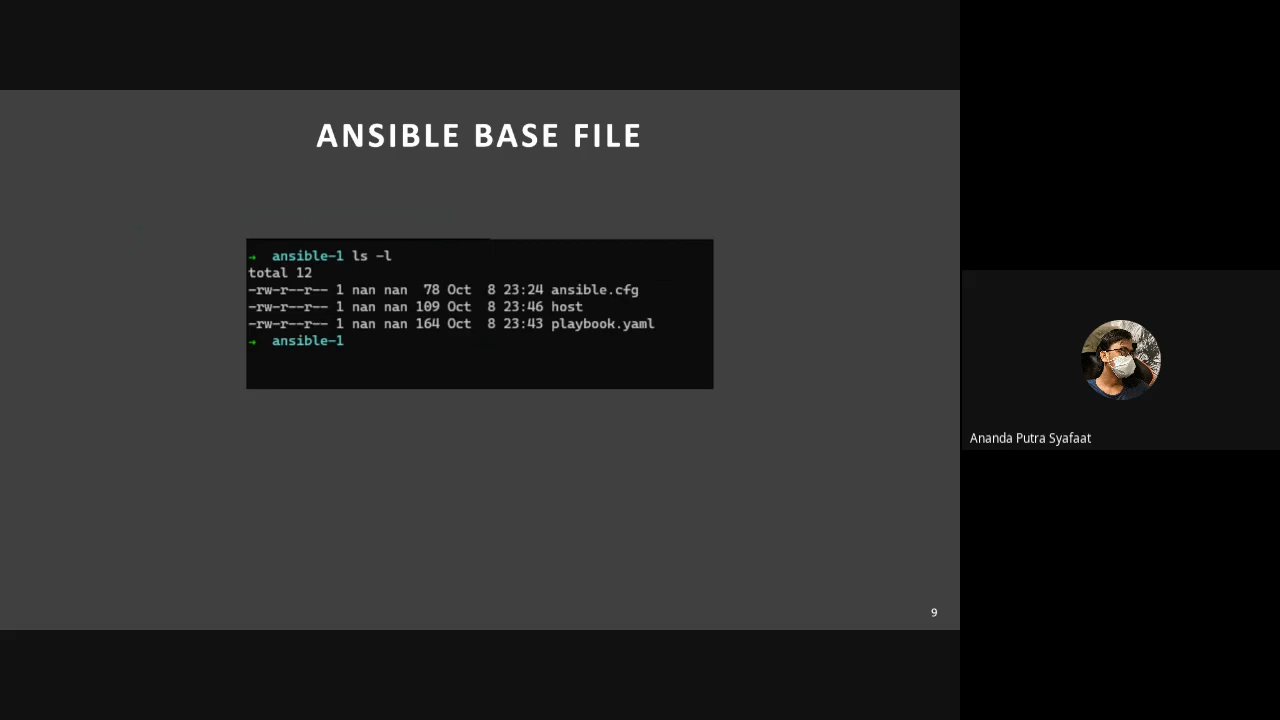 ANSIBLE BASE FILE
→ ansible-1 ls -l
total 12
-rw-r--r-- 1 nan nan  78 Oct  8 23:24 ansible.cfg
-rw-r--r-- 1 nan nan 109 Oct  8 23:46 host
-rw-r--r-- 1 nan nan 164 Oct  8 23:43 playbook.yaml
→ ansible-1
9
Ananda Putra Syafaat